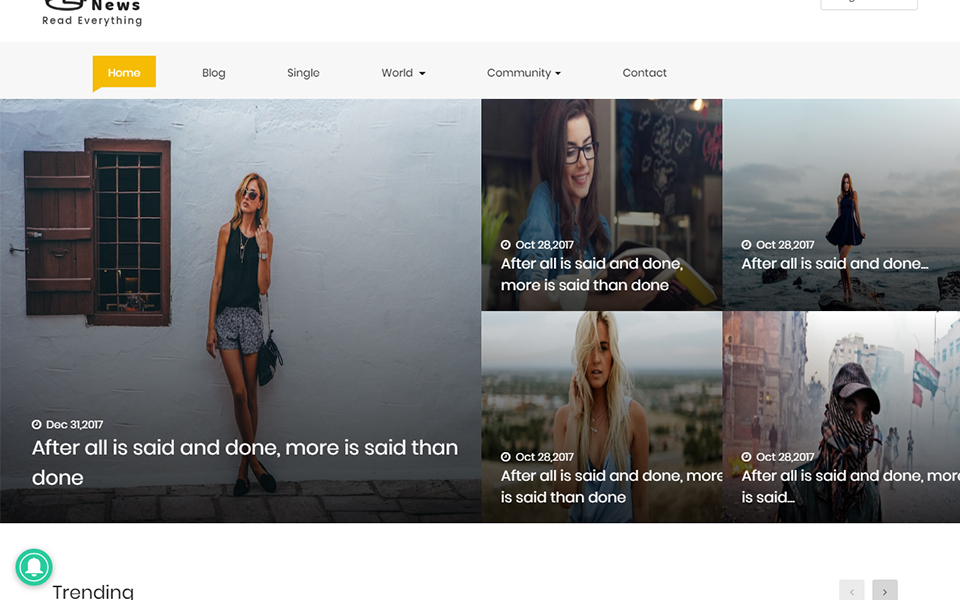 News
Read Everything
Home
Blog
Single
World
Community
Contact
Dec 31,2017
After all is said and done, more is said than
done
Oct 28,2017
After all is said and done,
more is said than done
Oct 28,2017
After all is said and done...
Oct 28,2017
After all is said and done, more
is said than done
Oct 28,2017
After all is said and done, more
is said...
Trending